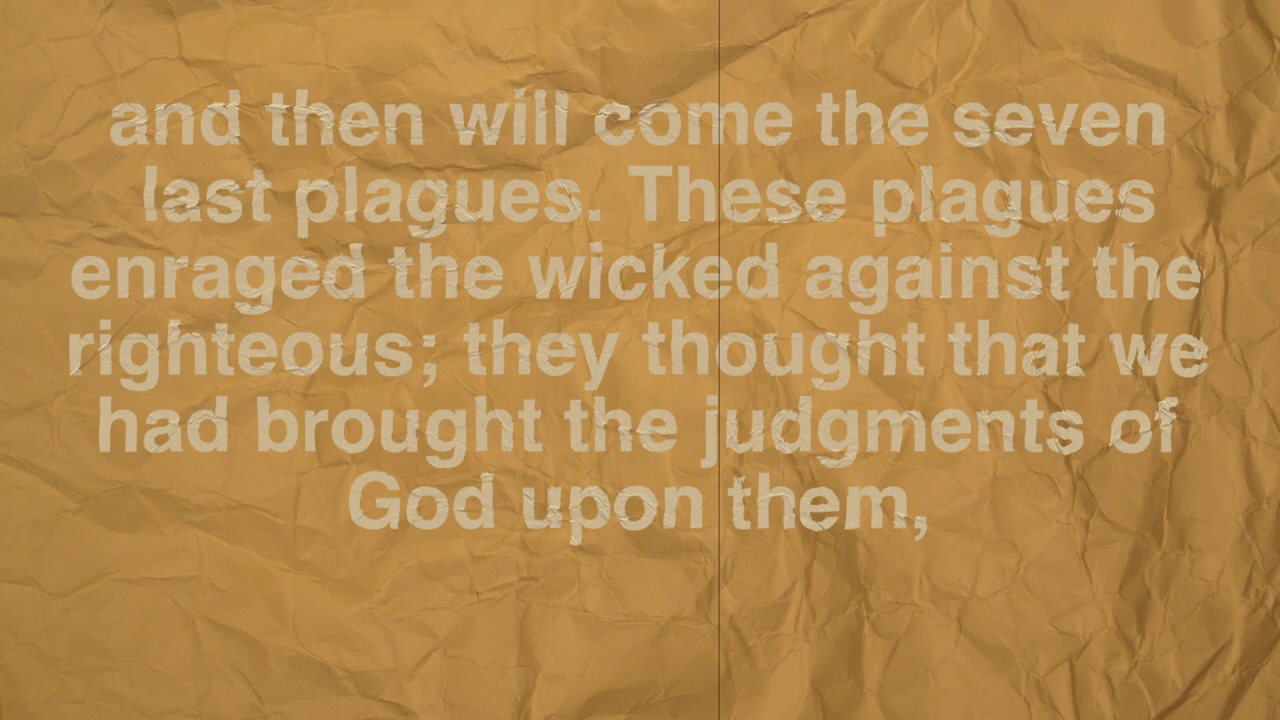 and then will come the seven
last plagues. These plagues
enraged the wicked against the
righteous; they thought that we
had brought the judgments of
God upon them,